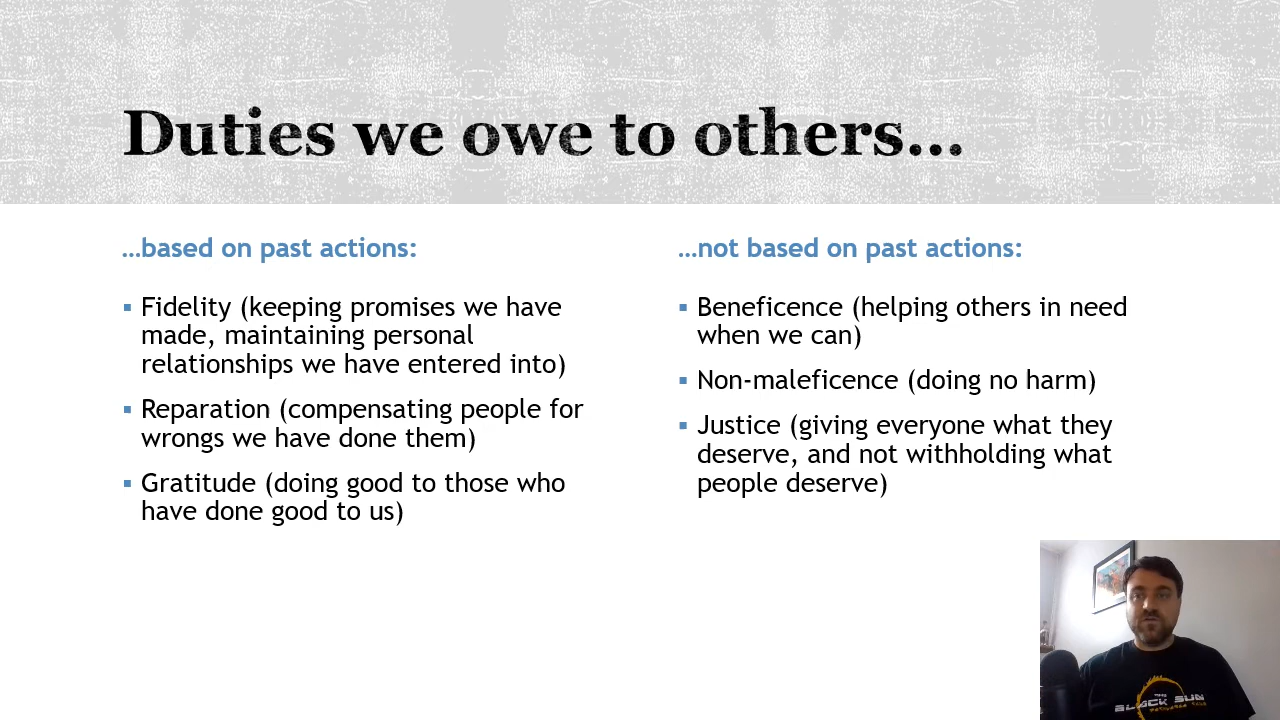 Duties we owe to others...
...based on past actions:
▪ Fidelity (keeping promises we have
made, maintaining personal
relationships we have entered into)
▪ Reparation (compensating people for
wrongs we have done them)
▪ Gratitude (doing good to those who
have done good to us)
...not based on past actions:
▪ Beneficence (helping others in need
when we can)
▪ Non-maleficence (doing no harm)
▪ Justice (giving everyone what they
deserve, and not withholding what
people deserve)
BLACK SUN